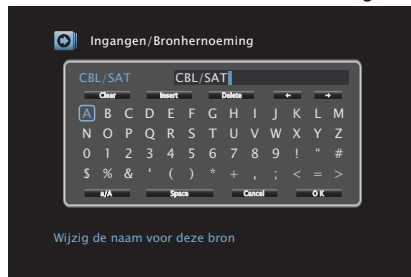 Ingangen/Bronhernoeming
CBL/SAT CBL/SAT
Clear Insert Delete ← →
A B C D E F G H I J K L M
N O P Q R S T U V W X Y Z
0 1 2 3 4 5 6 7 8 9 ! “ #
$ % & ‘ ( ) * + , ; < = >
a/A Space Cancel OK
Wijzig de naam voor deze bron